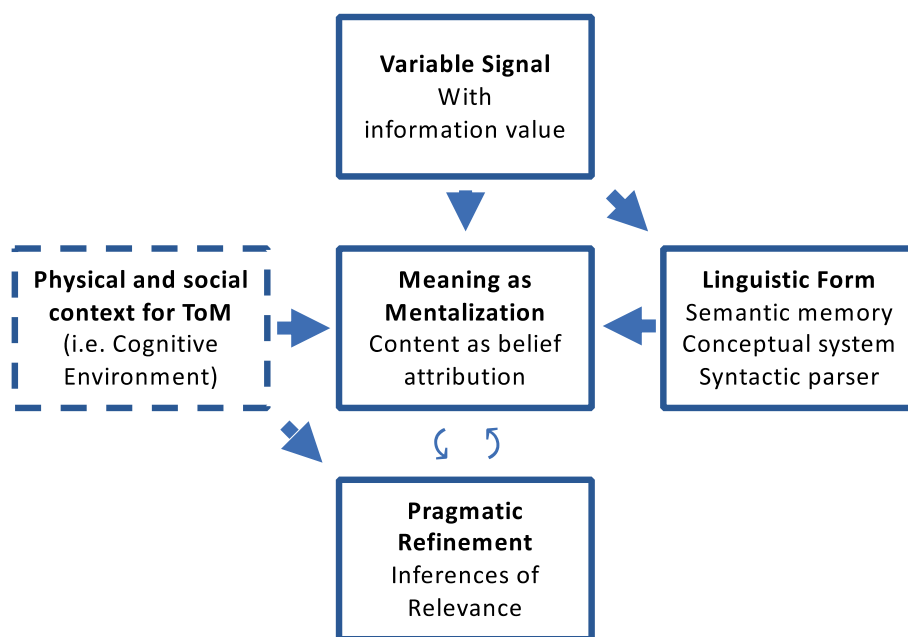 Variable Signal
With
information value
Physical and social
context for ToM
(i.e. Cognitive
Environment)
Meaning as
Mentalization
Content as belief
attribution
Linguistic Form
Semantic memory
Conceptual system
Syntactic parser
Pragmatic
Refinement
Inferences of
Relevance